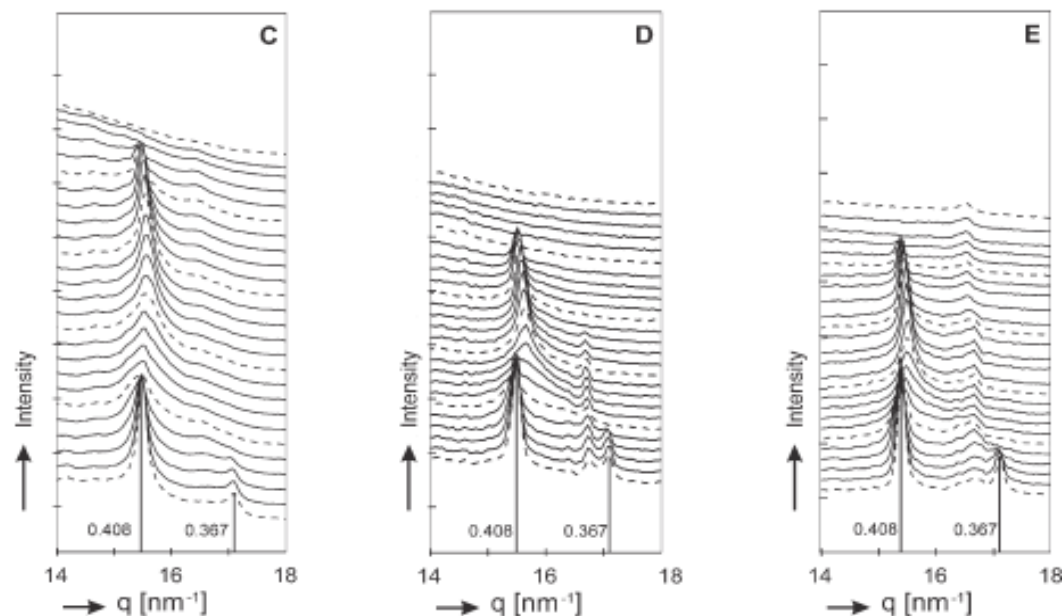 C
D
E
Intensity
Intensity
Intensity
0.408
0.367
0.408
0.367
0.408
0.367
14 16 18
14 16 18
14 16 18
q [nm⁻¹]
q [nm⁻¹]
q [nm⁻¹]